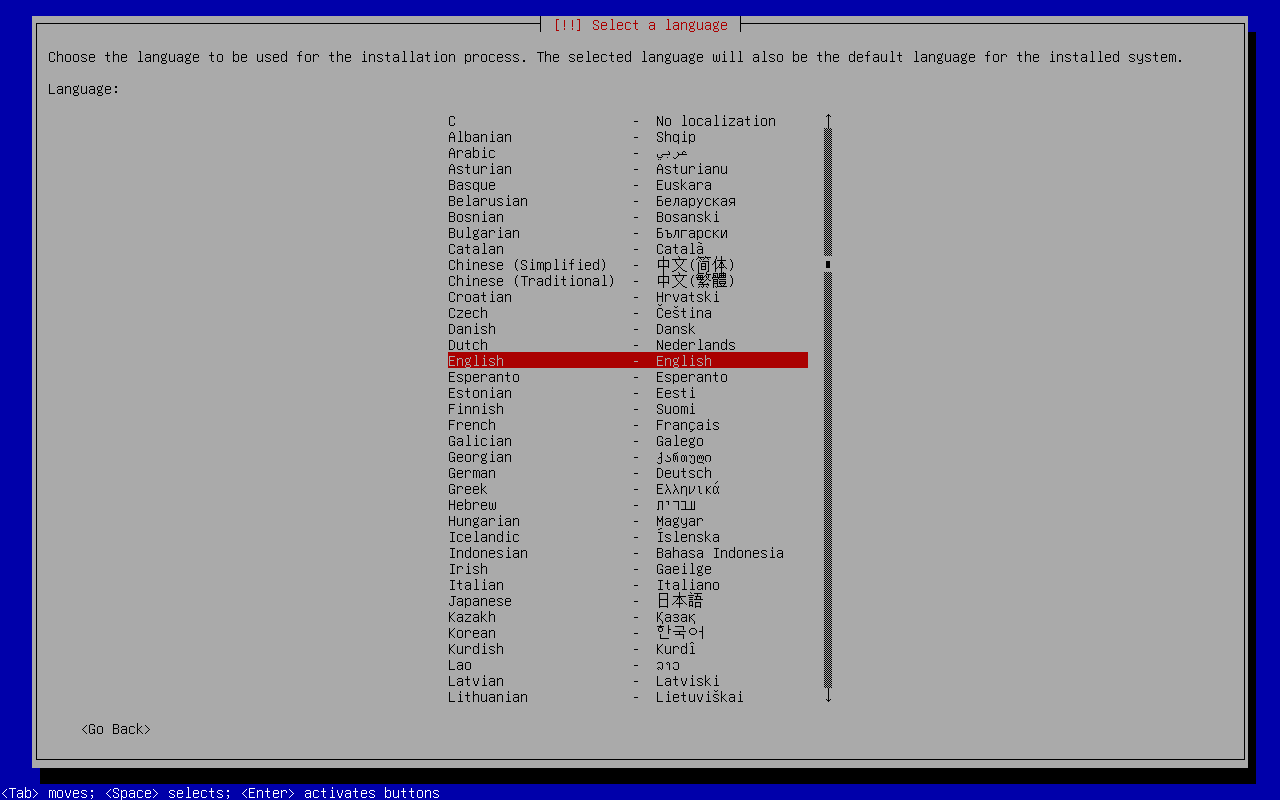 [!!] Select a language
Choose the language to be used for the installation process. The selected language will also be the default language for the installed system.
Language:
C - No localization
Albanian - Shqip
Arabic - عربي
Asturian - Asturianu
Basque - Euskara
Belarusian - Беларуская
Bosnian - Bosanski
Bulgarian - Български
Catalan - Català
Chinese (Simplified) - 中文(简体)
Chinese (Traditional) - 中文(繁體)
Croatian - Hrvatski
Czech - Čeština
Danish - Dansk
Dutch - Nederlands
English - English
Esperanto - Esperanto
Estonian - Eesti
Finnish - Suomi
French - Français
Galician - Galego
Georgian - ქართული
German - Deutsch
Greek - Ελληνικά
Hebrew - עברית
Hungarian - Magyar
Icelandic - Íslenska
Indonesian - Bahasa Indonesia
Irish - Gaeilge
Italian - Italiano
Japanese - 日本語
Kazakh - Қазақ
Korean - 한국어
Kurdish - Kurdî
Lao - ລາວ
Latvian - Latviski
Lithuanian - Lietuviškai
<Go Back>
<Tab> moves; <Space> selects; <Enter> activates buttons